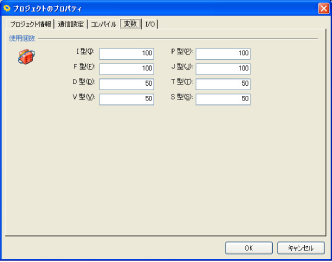 プロジェクトのプロパティ
プロジェクト情報 通信設定 コンパイル 変数 I/O
使用個数
I 型(I): 100 P 型(P): 100
F 型(F): 100 J 型(J): 100
D 型(D): 50 T 型(T): 50
V 型(V): 50 S 型(S): 50
OK キャンセル